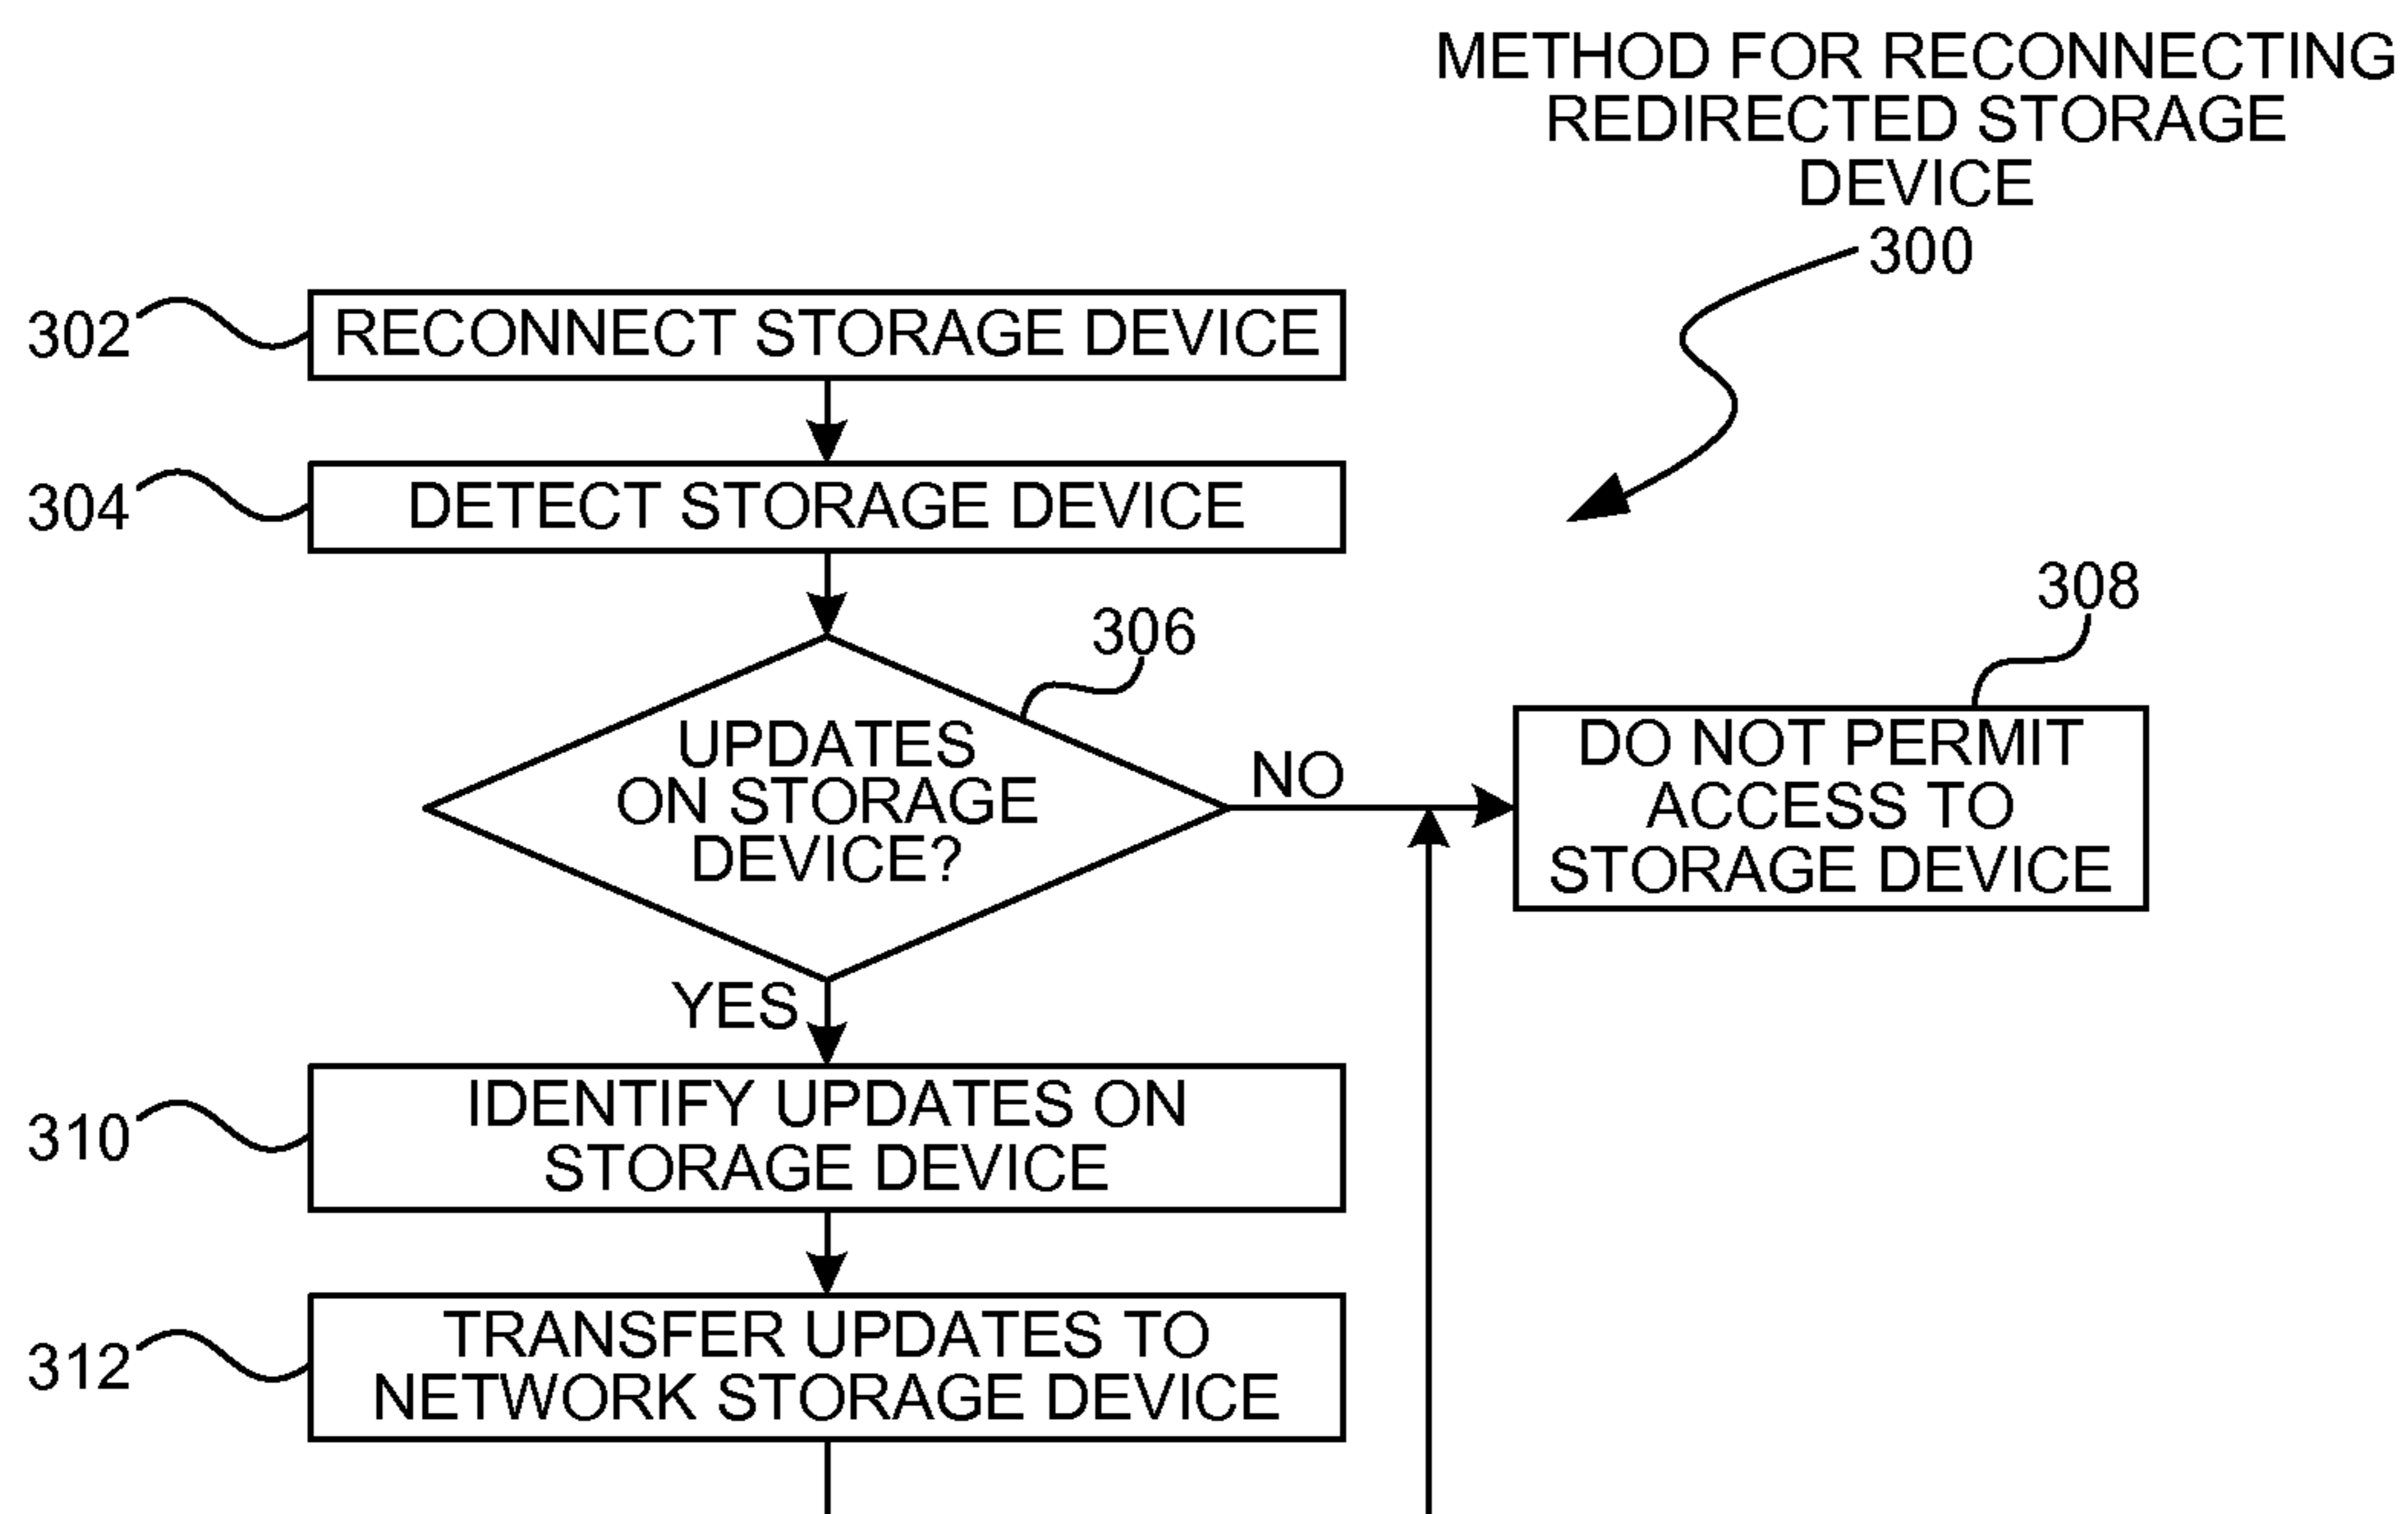 METHOD FOR RECONNECTING
REDIRECTED STORAGE
DEVICE
300
302
RECONNECT STORAGE DEVICE
304
DETECT STORAGE DEVICE
306
UPDATES
ON STORAGE
DEVICE?
NO
308
DO NOT PERMIT
ACCESS TO
STORAGE DEVICE
YES
310
IDENTIFY UPDATES ON
STORAGE DEVICE
312
TRANSFER UPDATES TO
NETWORK STORAGE DEVICE